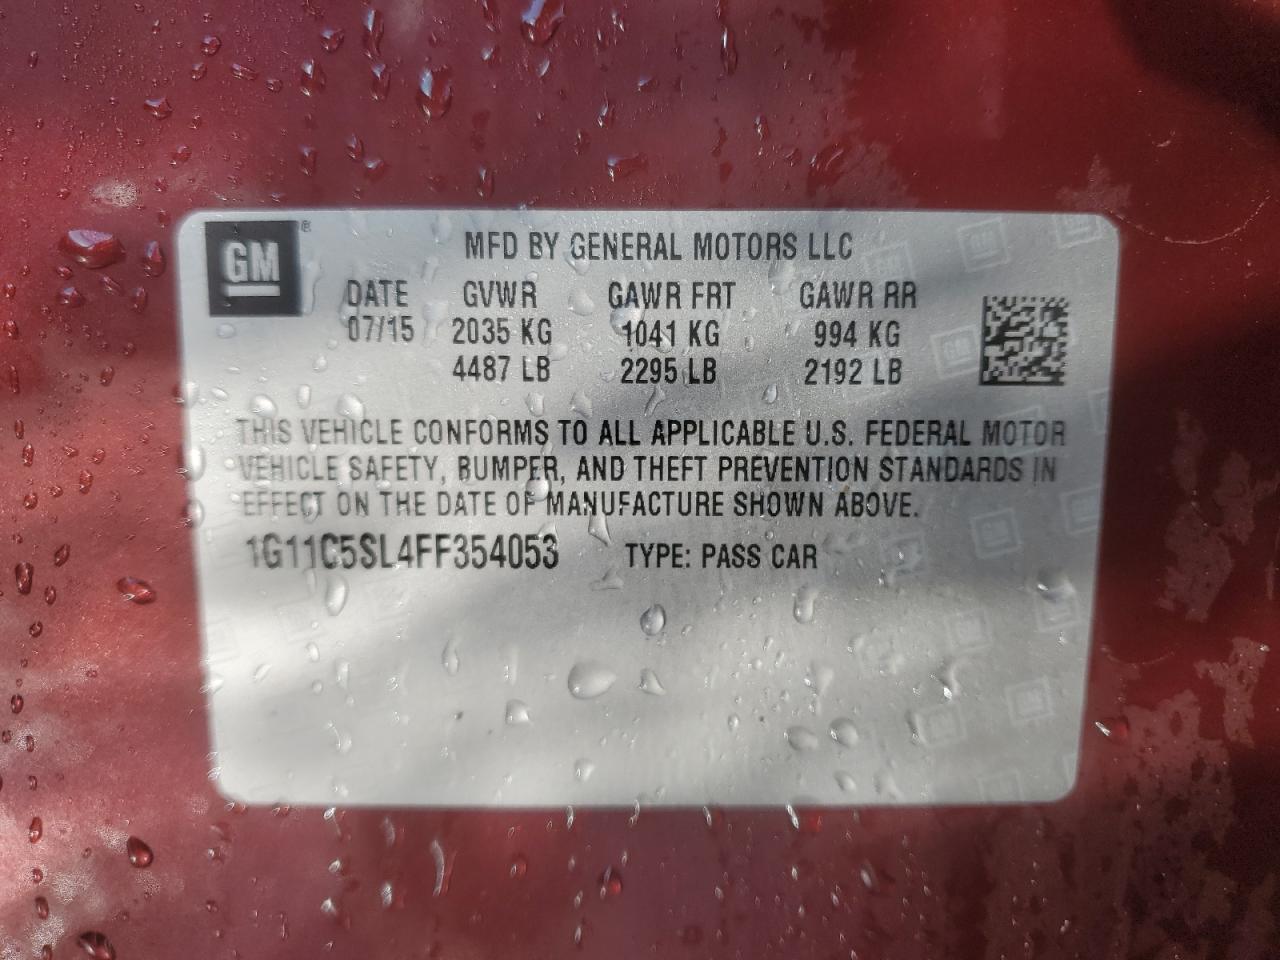 GM ®
MFD BY GENERAL MOTORS LLC
DATE GVWR GAWR FRT GAWR RR
07/15 2035 KG 1041 KG 994 KG
4487 LB 2295 LB 2192 LB
THIS VEHICLE CONFORMS TO ALL APPLICABLE U.S. FEDERAL MOTOR
VEHICLE SAFETY, BUMPER, AND THEFT PREVENTION STANDARDS IN
EFFECT ON THE DATE OF MANUFACTURE SHOWN ABOVE.
1G11C5SL4FF354053 TYPE: PASS CAR